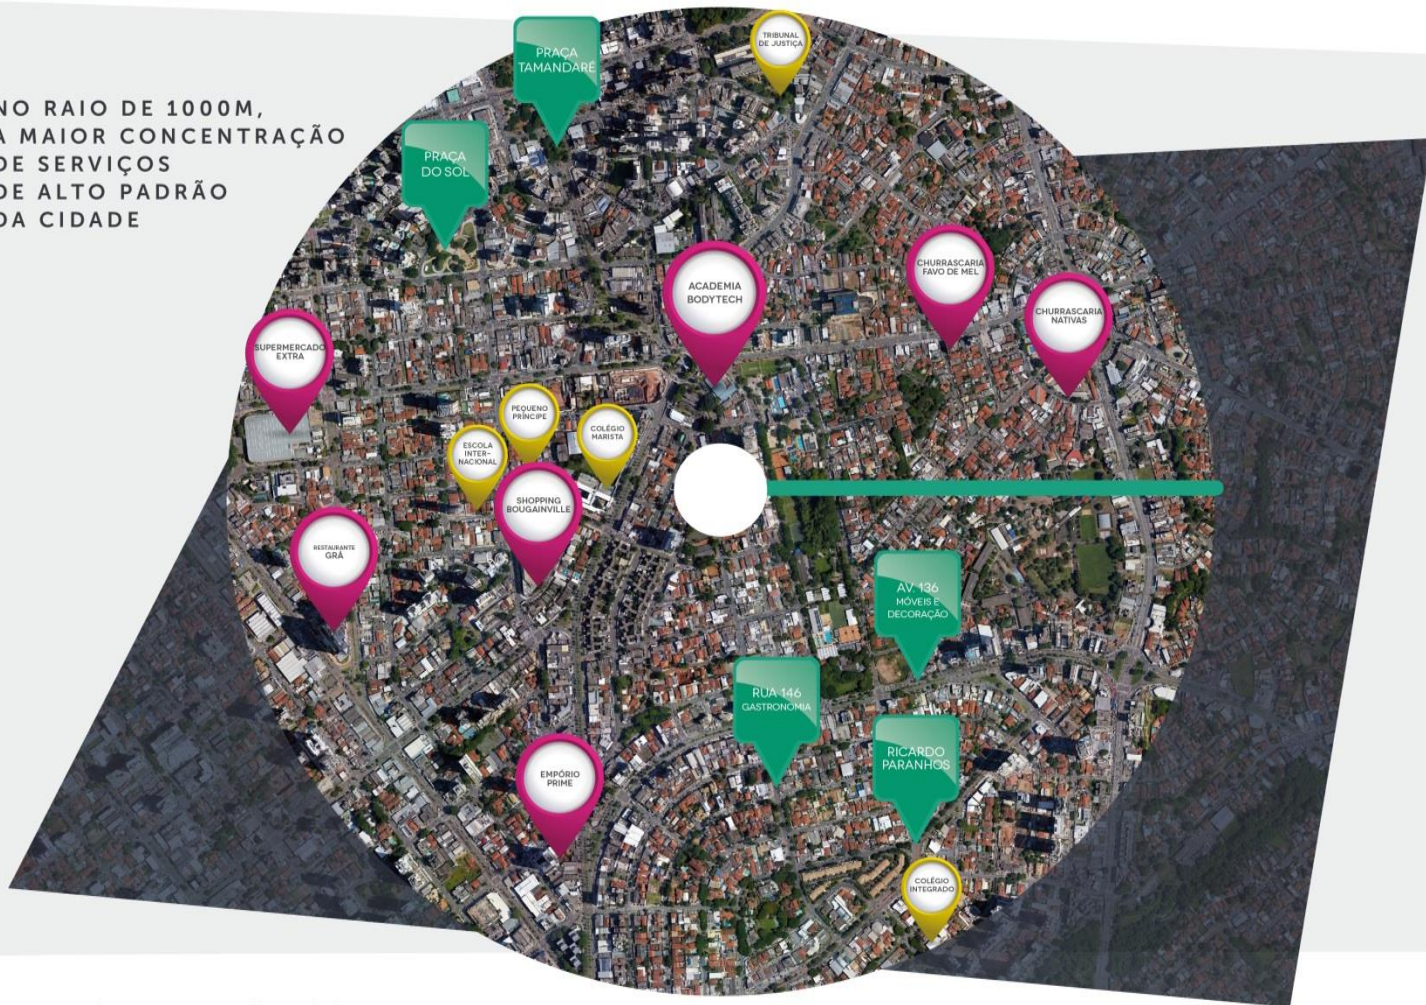 NO RAIO DE 1000M,
A MAIOR CONCENTRAÇÃO
DE SERVIÇOS
DE ALTO PADRÃO
DA CIDADE
PRAÇA
TAMANDARÉ
TRIBUNAL
DE JUSTIÇA
PRAÇA
DO SOL
ACADEMIA
BODYTECH
CHURRASCARIA
FAVO DE MEL
CHURRASCARIA
NATIVAS
SUPERMERCADO
EXTRA
PEQUENO
PRÍNCIPE
COLÉGIO
MARISTA
ESCOLA
INTER-
NACIONAL
SHOPPING
BOUGAINVILLE
RESTAURANTE
GRÁ
AV. 136
MÓVEIS E
DECORAÇÃO
RUA 146
GASTRONOMIA
RICARDO
PARANHOS
EMPÓRIO
PRIME
COLÉGIO
INTEGRADO